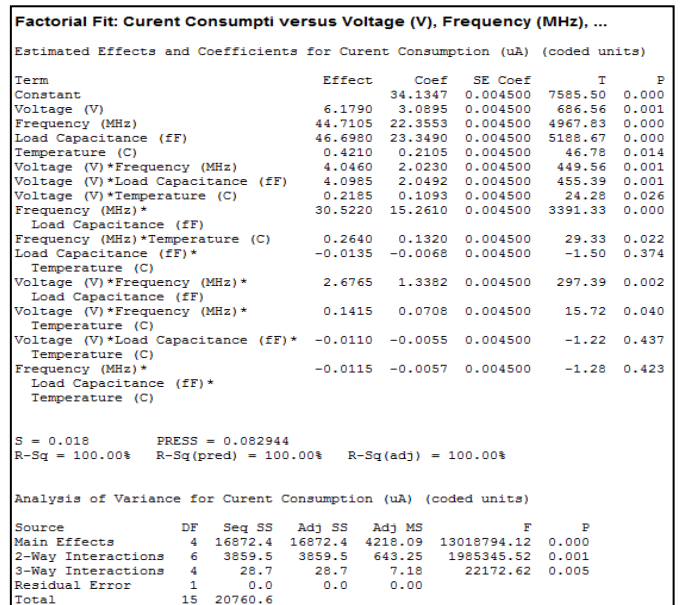 Factorial Fit: Curent Consumpti versus Voltage (V), Frequency (MHz), ...
Estimated Effects and Coefficients for Curent Consumption (uA) (coded units)
Term Effect Coef SE Coef T P
Constant 34.1347 0.004500 7585.50 0.000
Voltage (V) 6.1790 3.0895 0.004500 686.56 0.001
Frequency (MHz) 44.7105 22.3553 0.004500 4967.83 0.000
Load Capacitance (fF) 46.6980 23.3490 0.004500 5188.67 0.000
Temperature (C) 0.4210 0.2105 0.004500 46.78 0.014
Voltage (V)*Frequency (MHz) 4.0460 2.0230 0.004500 449.56 0.001
Voltage (V)*Load Capacitance (fF) 4.0985 2.0492 0.004500 455.39 0.001
Voltage (V)*Temperature (C) 0.2185 0.1093 0.004500 24.28 0.026
Frequency (MHz)* 30.5220 15.2610 0.004500 3391.33 0.000
Load Capacitance (fF)
Frequency (MHz)*Temperature (C) 0.2640 0.1320 0.004500 29.33 0.022
Load Capacitance (fF)* -0.0135 -0.0068 0.004500 -1.50 0.374
Temperature (C)
Voltage (V)*Frequency (MHz)* 2.6765 1.3382 0.004500 297.39 0.002
Load Capacitance (fF)
Voltage (V)*Frequency (MHz)* 0.1415 0.0708 0.004500 15.72 0.040
Temperature (C)
Voltage (V)*Load Capacitance (fF)* -0.0110 -0.0055 0.004500 -1.22 0.437
Temperature (C)
Frequency (MHz)* -0.0115 -0.0057 0.004500 -1.28 0.423
Load Capacitance (fF)*
Temperature (C)
S = 0.018 PRESS = 0.082944
R-Sq = 100.00% R-Sq(pred) = 100.00% R-Sq(adj) = 100.00%
Analysis of Variance for Curent Consumption (uA) (coded units)
Source DF Seq SS Adj SS Adj MS F P
Main Effects 4 16872.4 16872.4 4218.09 13018794.12 0.000
2-Way Interactions 6 3859.5 3859.5 643.25 1985345.52 0.001
3-Way Interactions 4 28.7 28.7 7.18 22172.62 0.005
Residual Error 1 0.0 0.0 0.00
Total 15 20760.6